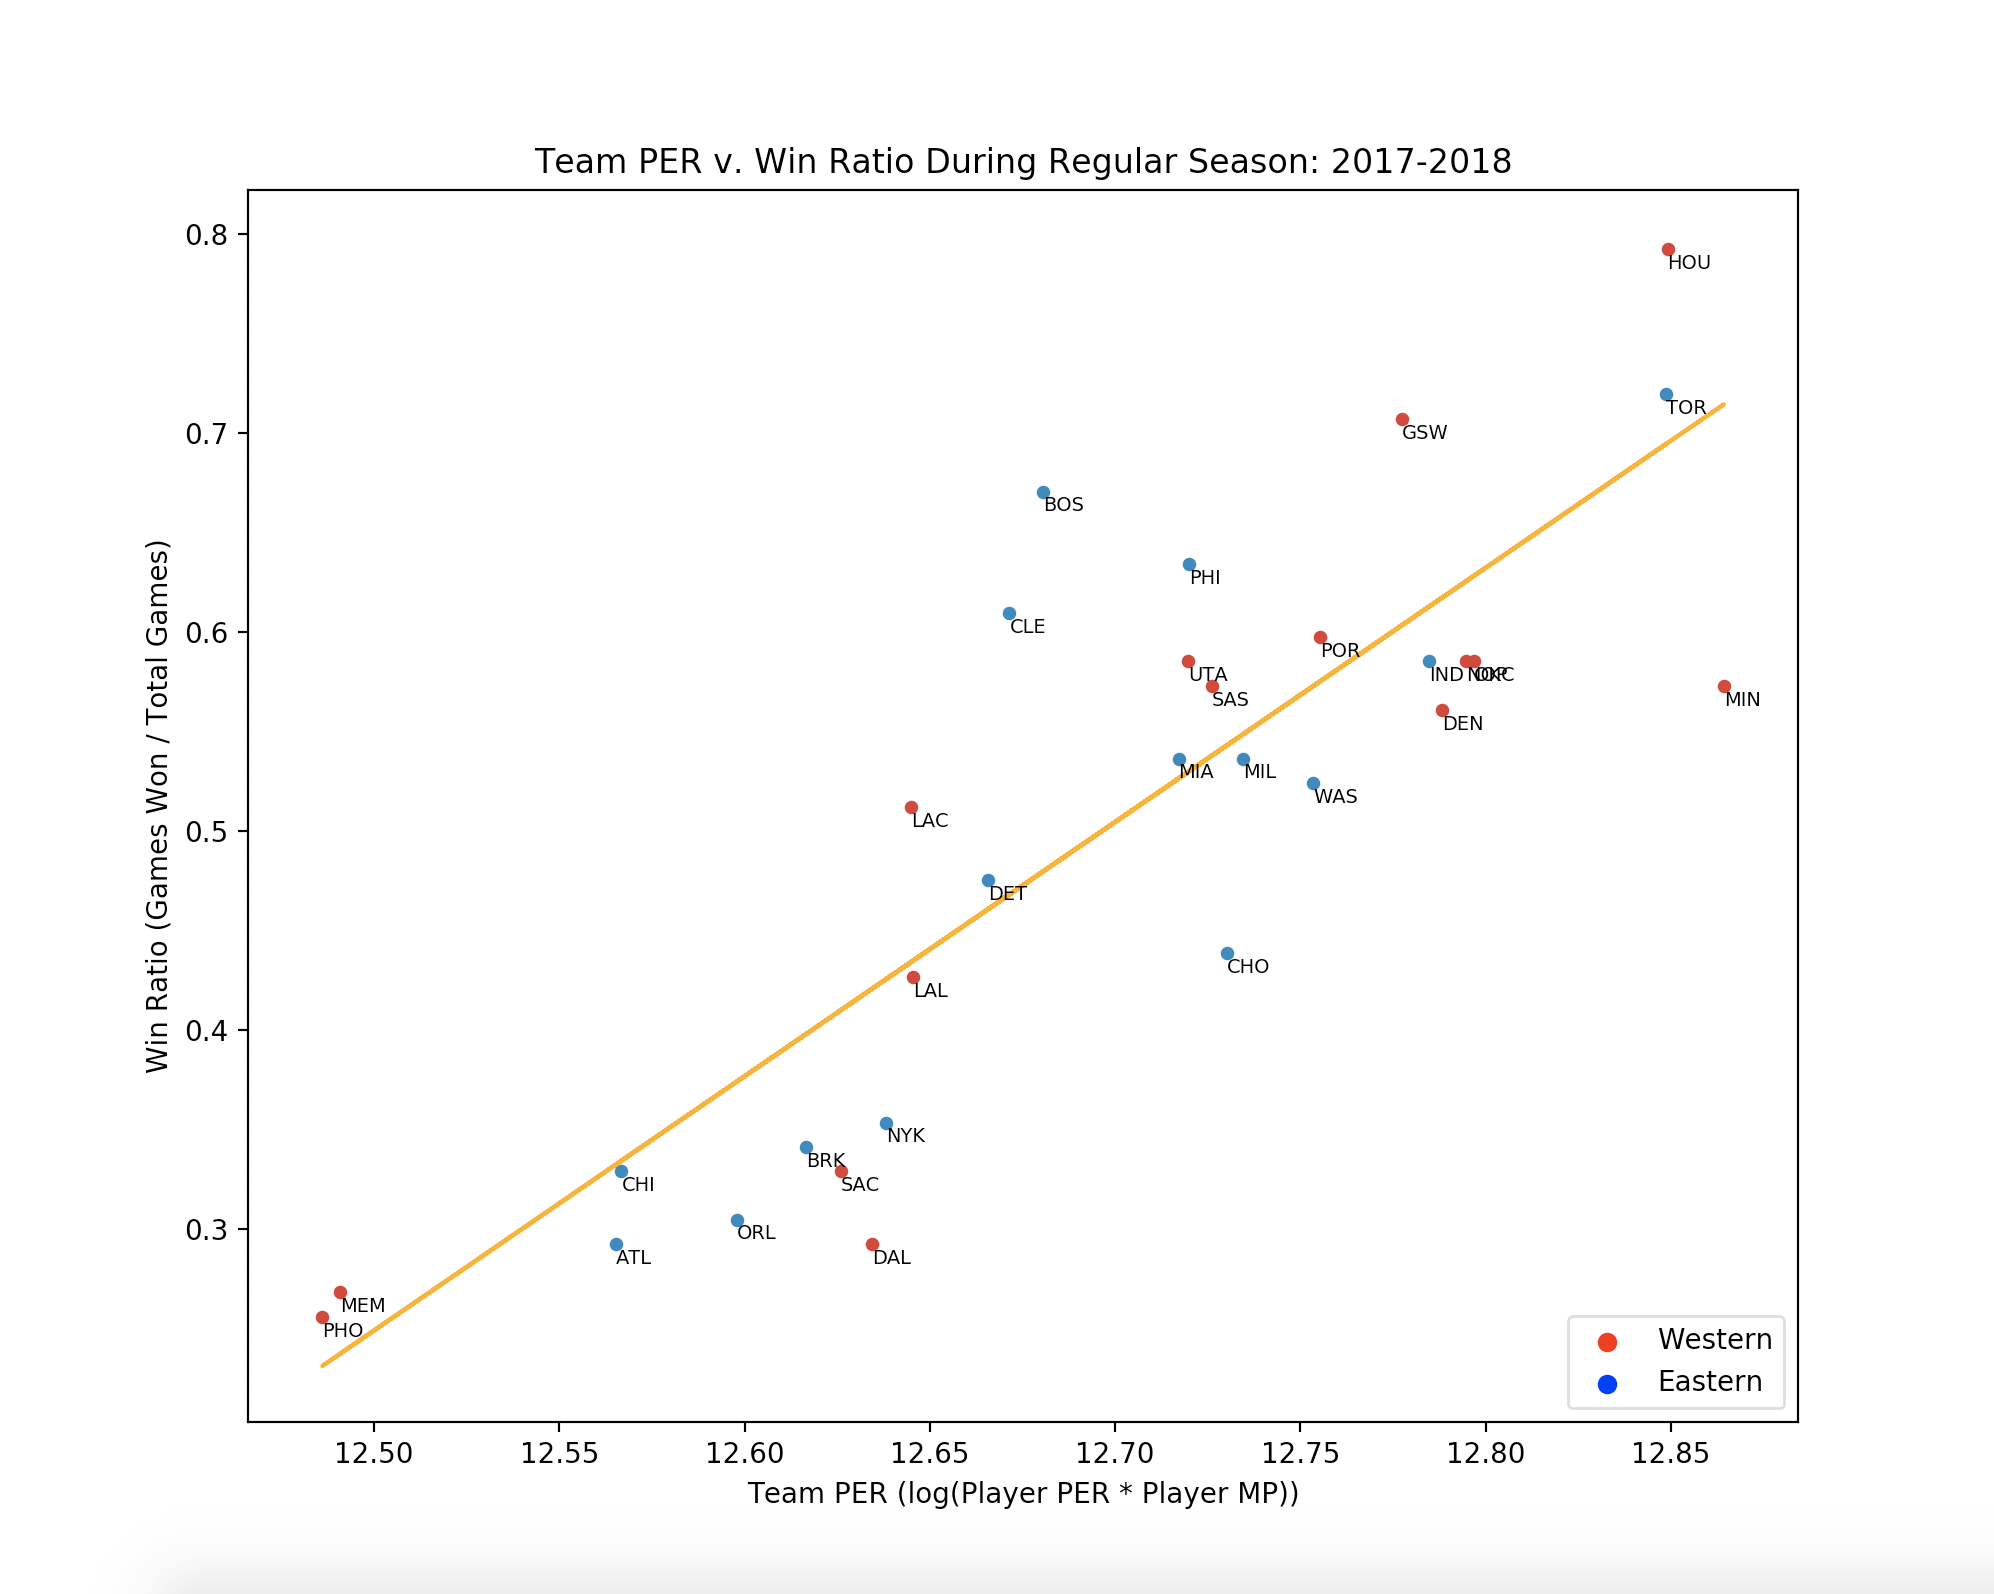 Team PER v. Win Ratio During Regular Season: 2017-2018
0.8
HOU
TOR
0.7
GSW
BOS
PHI
CLE
0.6
POR
UTA
IND
NOP
OKC
SAS
MIN
DEN
MIA
MIL
WAS
0.5
LAC
DET
CHO
LAL
0.4
NYK
BRK
CHI
SAC
0.3
ORL
ATL
DAL
MEM
PHO
Win Ratio (Games Won / Total Games)
Western
Eastern
12.50 12.55 12.60 12.65 12.70 12.75 12.80 12.85
Team PER (log(Player PER * Player MP))